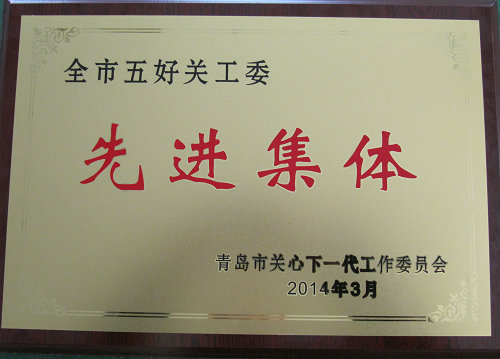 全市五好关工委
先进集体
青岛市关心下一代工作委员会
2014年3月